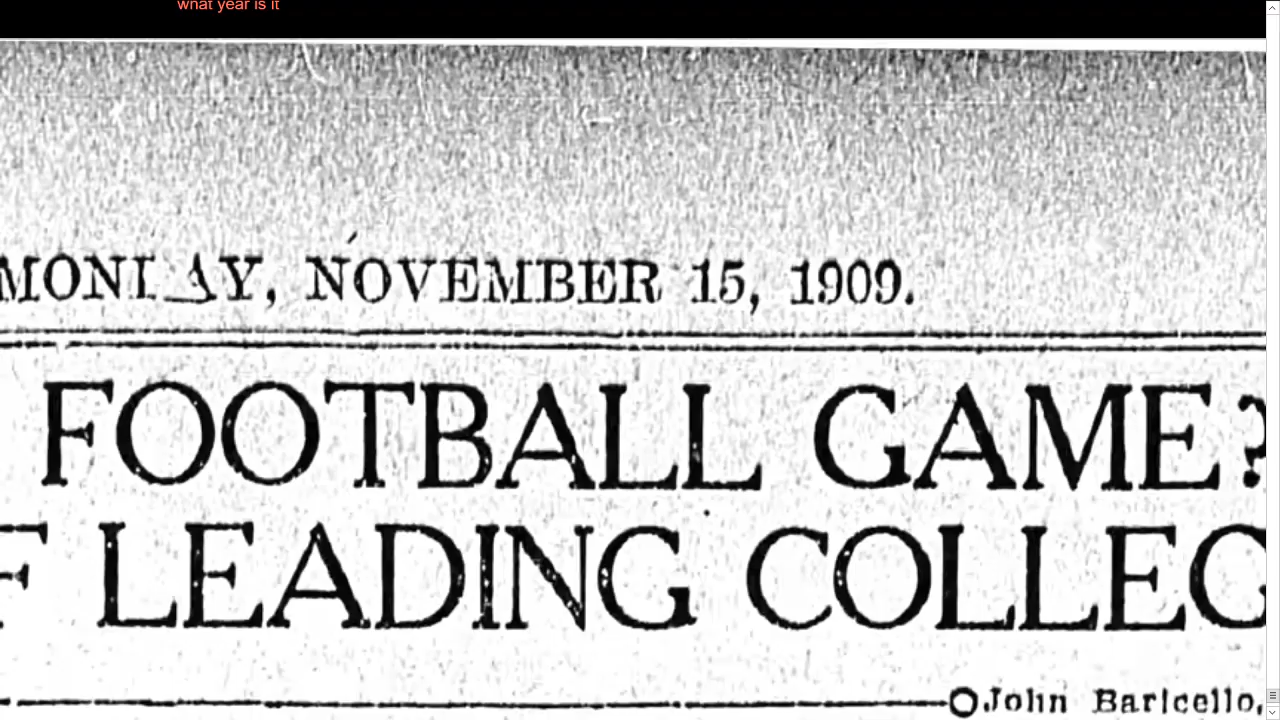 what year is it
MONDAY, NOVEMBER 15, 1909.
FOOTBALL GAME?
F LEADING COLLEG
John Baricello,